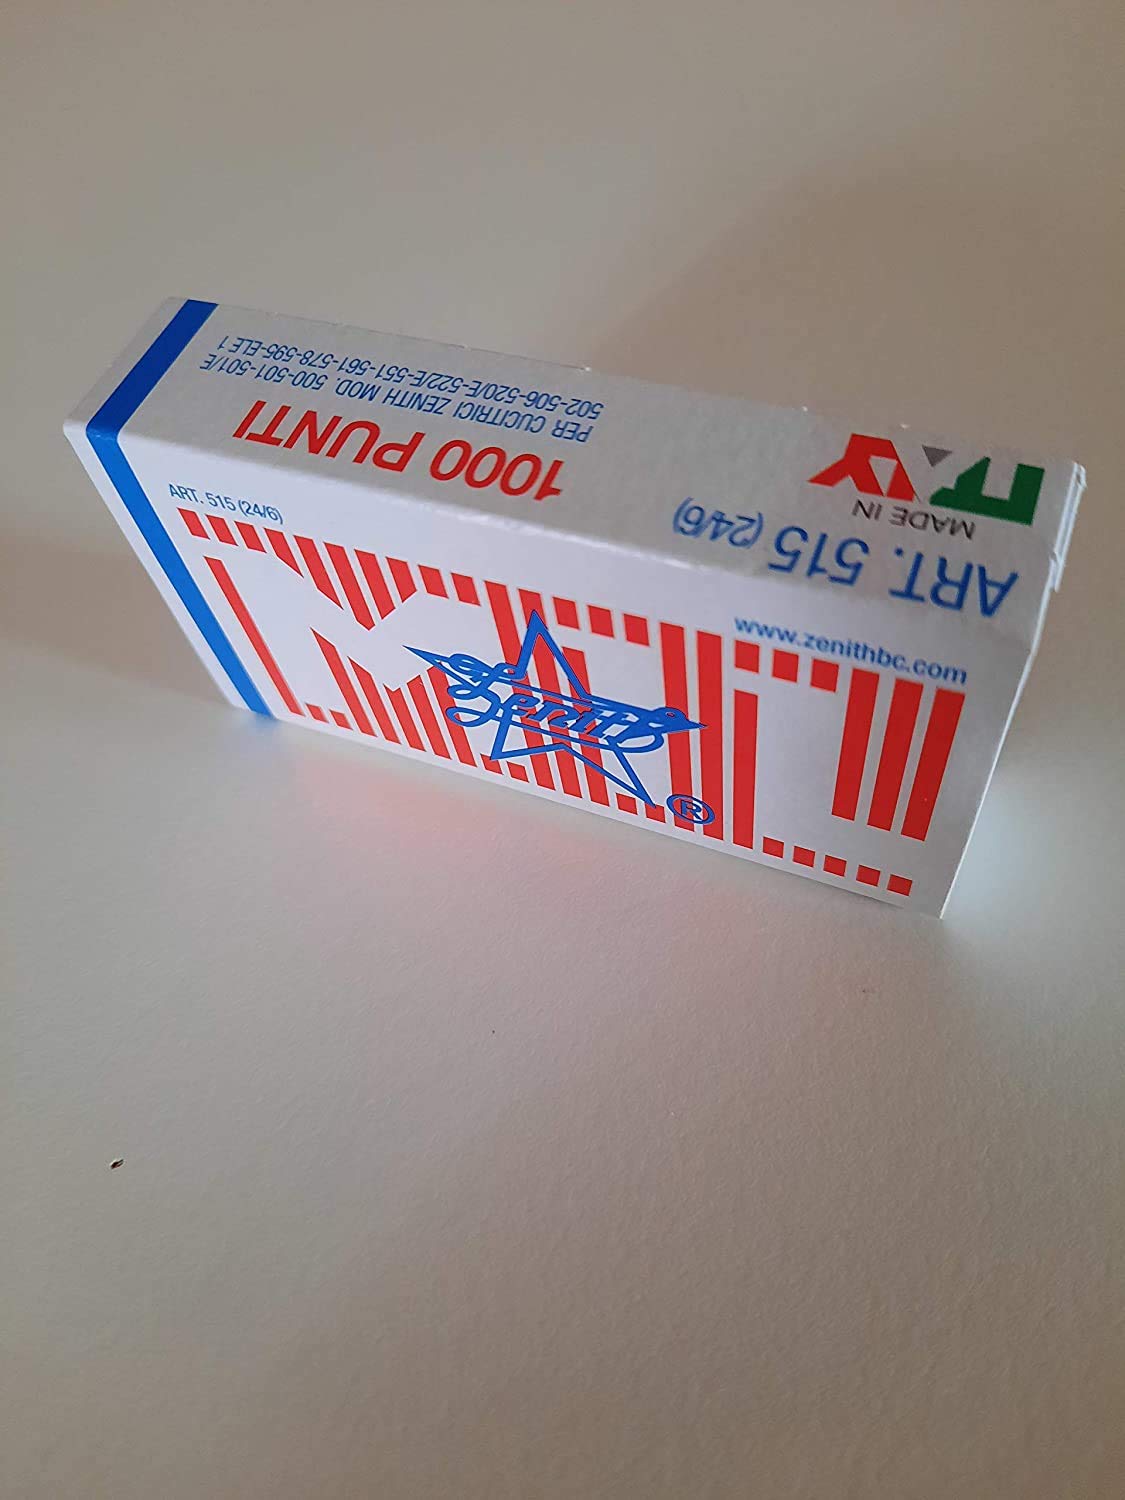 ART. 515 (24/6)
MADE IN
ITALY
1000 PUNTI
PER CUCITRICI ZENITH MOD. 500-501-501/E
502-506-520/E-522/E-551-561-578-595-ELE 1
ART. 515 (24/6)
www.zenithbc.com
Zenith
®